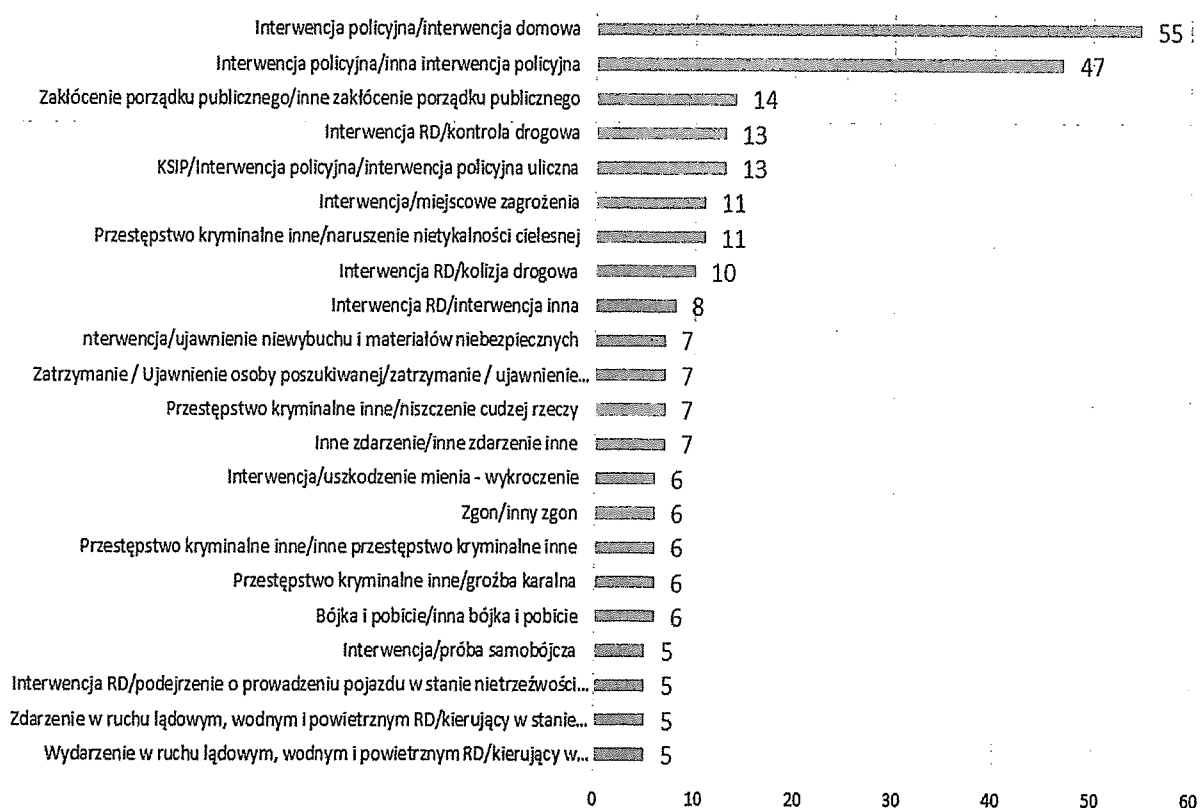 Interwencja policyjna/interwencja domowa 55
Interwencja policyjna/inna interwencja policyjna 47
Zakłócenie porządku publicznego/inne zakłócenie porządku publicznego 14
Interwencja RD/kontrola drogowa 13
KSIP/Interwencja policyjna/interwencja policyjna uliczna 13
Interwencja/miejscowe zagrożenia 11
Przestępstwo kryminalne inne/naruszenie nietykalności cielesnej 11
Interwencja RD/kolizja drogowa 10
Interwencja RD/interwencja inna 8
nterwencja/ujawnienie niewybuchu i materiałów niebezpiecznych 7
Zatrzymanie / Ujawnienie osoby poszukiwanej/zatrzymanie / ujawnienie... 7
Przestępstwo kryminalne inne/niszczenie cudzej rzeczy 7
Inne zdarzenie/inne zdarzenie inne 7
Interwencja/uszkodzenie mienia - wykroczenie 6
Zgon/inny zgon 6
Przestępstwo kryminalne inne/inne przestępstwo kryminalne inne 6
Przestępstwo kryminalne inne/groźba karalna 6
Bójka i pobicie/inna bójka i pobicie 6
Interwencja/próba samobójcza 5
Interwencja RD/podejrzenie o prowadzeniu pojazdu w stanie nietrzeźwości... 5
Zdarzenie w ruchu lądowym, wodnym i powietrznym RD/kierujący w stanie... 5
Wydarzenie w ruchu lądowym, wodnym i powietrznym RD/kierujący w... 5
0 10 20 30 40 50 60